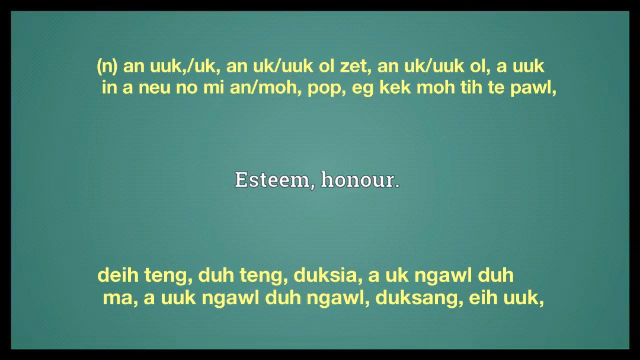 (n) an uuk,/uk, an uk/uuk ol zet, an uk/uuk ol, a uuk
in a neu no mi an/moh, pop, eg kek moh tih te pawl,
Esteem, honour.
deih teng, duh teng, duksia, a uk ngawl duh
ma, a uuk ngawl duh ngawl, duksang, eih uuk,